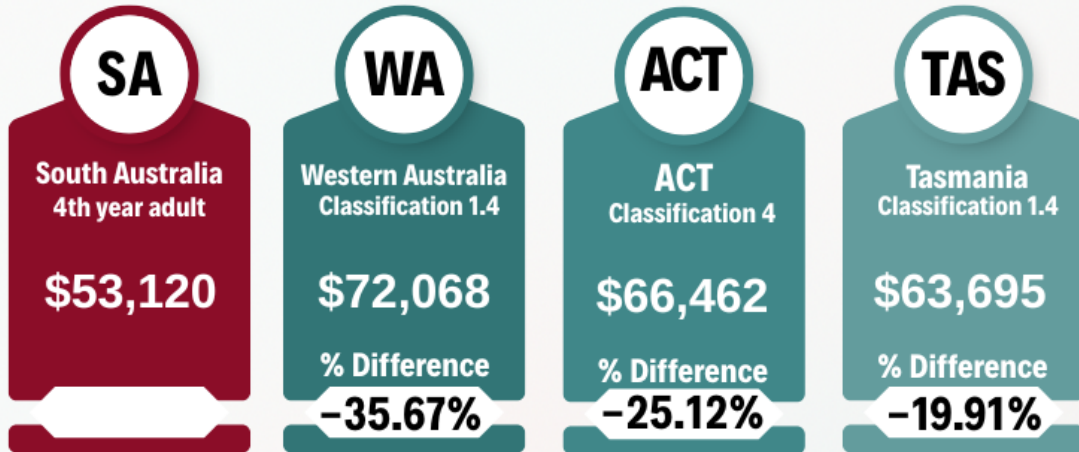 SA
South Australia
4th year adult
$53,120
WA
Western Australia
Classification 1.4
$72,068
% Difference
−35.67%
ACT
ACT
Classification 4
$66,462
% Difference
−25.12%
TAS
Tasmania
Classification 1.4
$63,695
% Difference
−19.91%